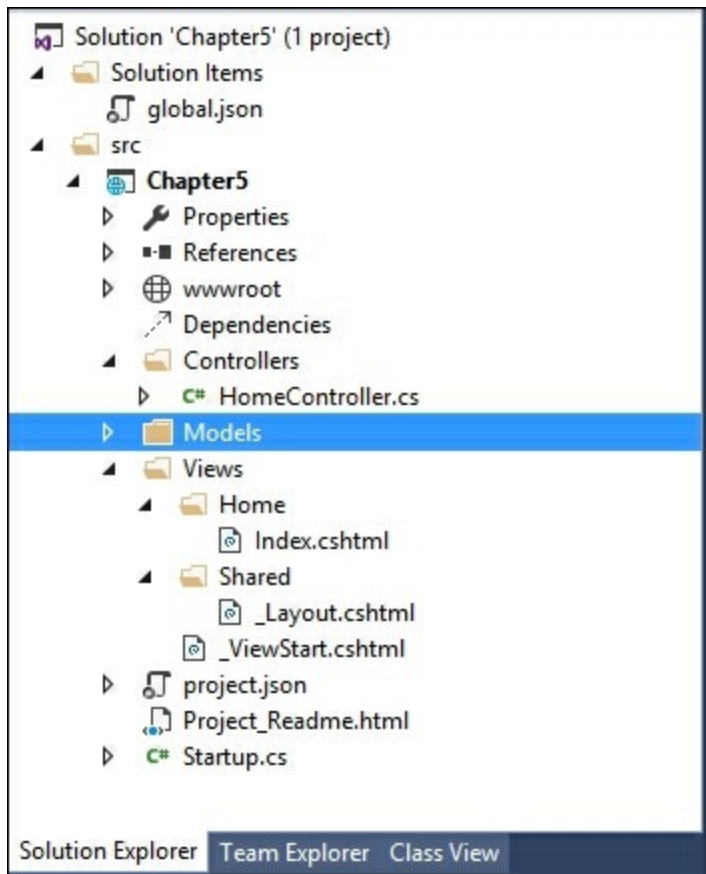 Solution 'Chapter5' (1 project)
Solution Items
global.json
src
Chapter5
Properties
References
wwwroot
Dependencies
Controllers
C# HomeController.cs
Models
Views
Home
Index.cshtml
Shared
_Layout.cshtml
_ViewStart.cshtml
project.json
Project_Readme.html
C# Startup.cs
Solution Explorer Team Explorer Class View